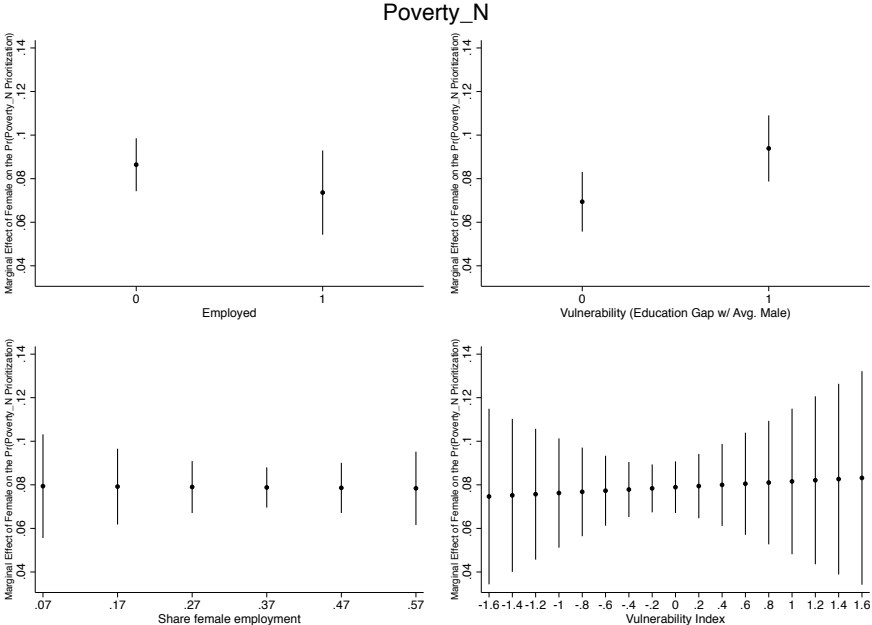 Poverty_N
Marginal Effect of Female on the Pr(Poverty_N Prioritization)
.14
.12
.1
.08
.06
.04
0 1
Employed
Marginal Effect of Female on the Pr(Poverty_N Prioritization)
.14
.12
.1
.08
.06
.04
0 1
Vulnerability (Education Gap w/ Avg. Male)
Marginal Effect of Female on the Pr(Poverty_N Prioritization)
.14
.12
.1
.08
.06
.04
.07 .17 .27 .37 .47 .57
Share female employment
Marginal Effect of Female on the Pr(Poverty_N Prioritization)
.14
.12
.1
.08
.06
.04
-1.6 -1.4 -1.2 -1 -.8 -.6 -.4 -.2 0 .2 .4 .6 .8 1 1.2 1.4 1.6
Vulnerability Index